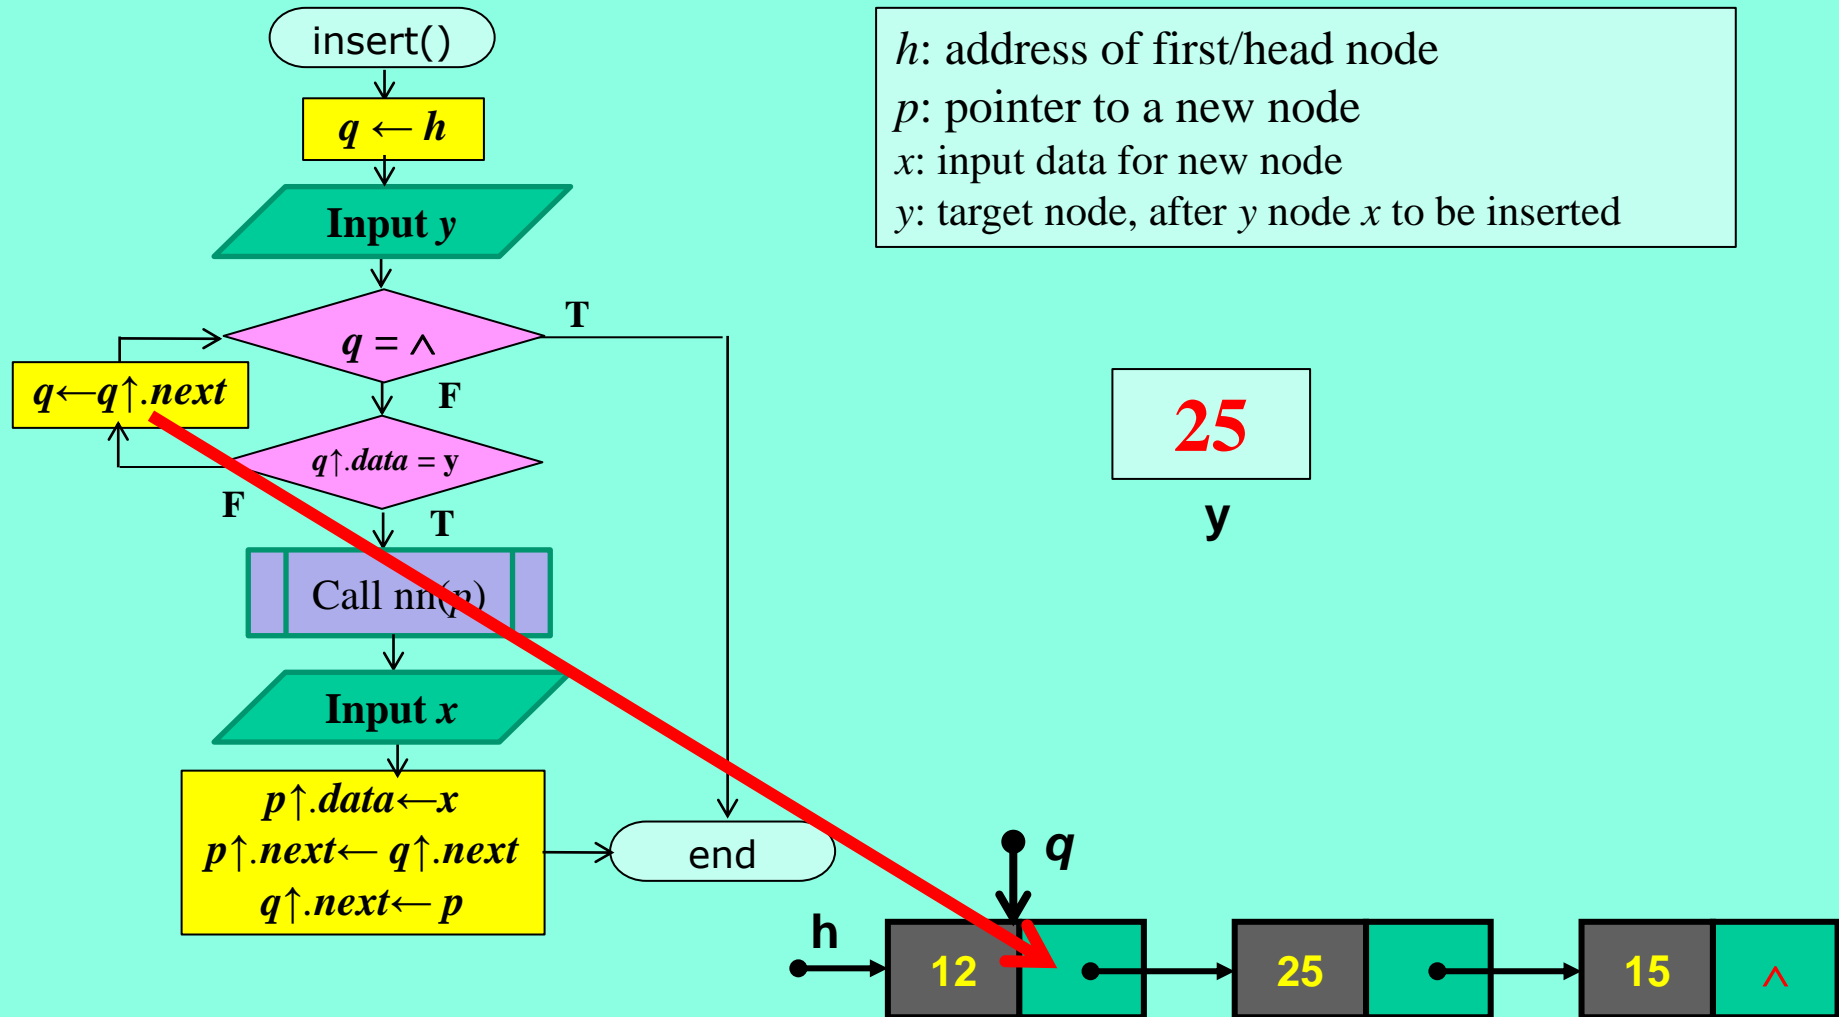 insert()
q ← h
Input y
q = ∧
T
F
q←q↑.next
q↑.data = y
F
T
Call nn(p)
Input x
p↑.data←x
p↑.next← q↑.next
q↑.next← p
end
h: address of first/head node
p: pointer to a new node
x: input data for new node
y: target node, after y node x to be inserted
25
y
q
h
12
25
15
∧